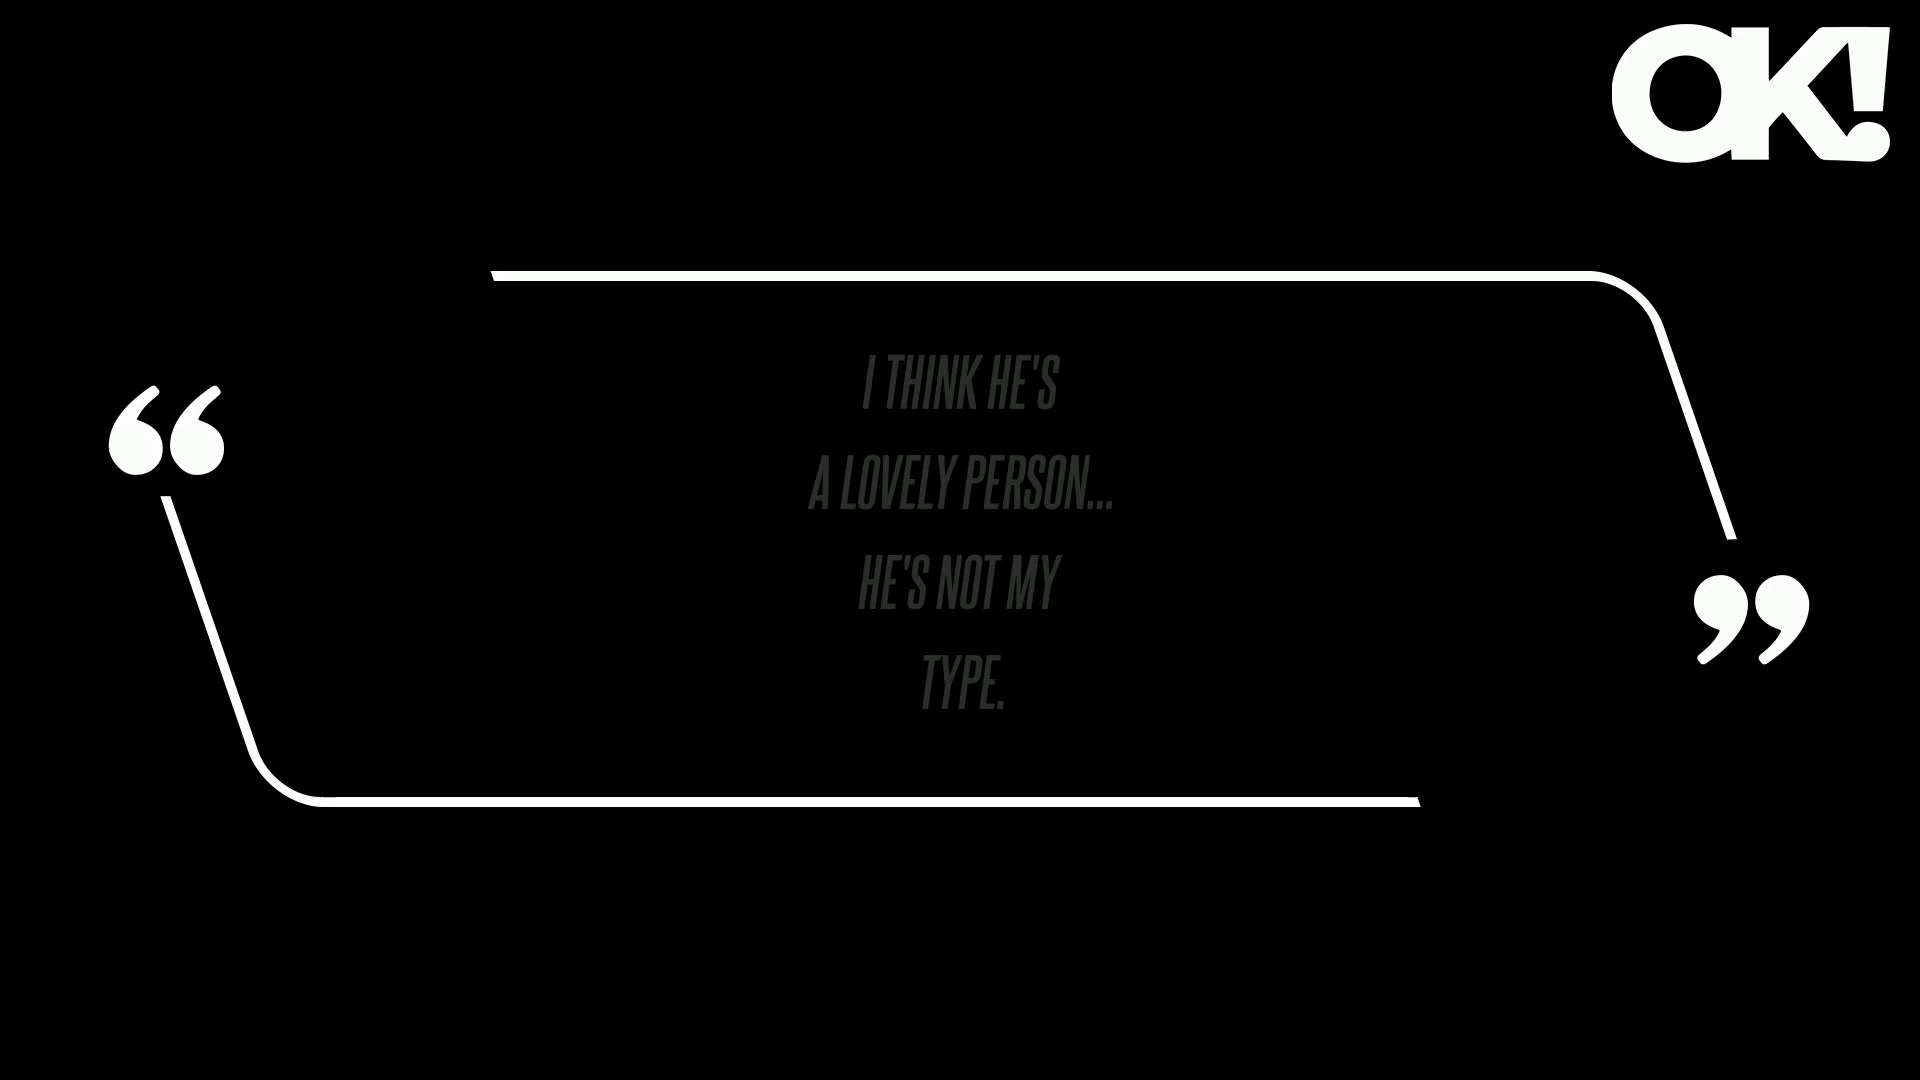 OK!
I THINK HE'S
A LOVELY PERSON...
HE'S NOT MY
TYPE.